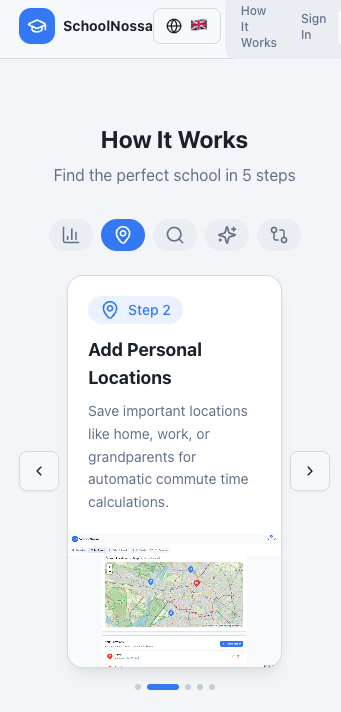 SchoolNossa
How
It
Works
Sign
In
How It Works
Find the perfect school in 5 steps
Step 2
Add Personal
Locations
Save important locations
like home, work, or
grandparents for
automatic commute time
calculations.